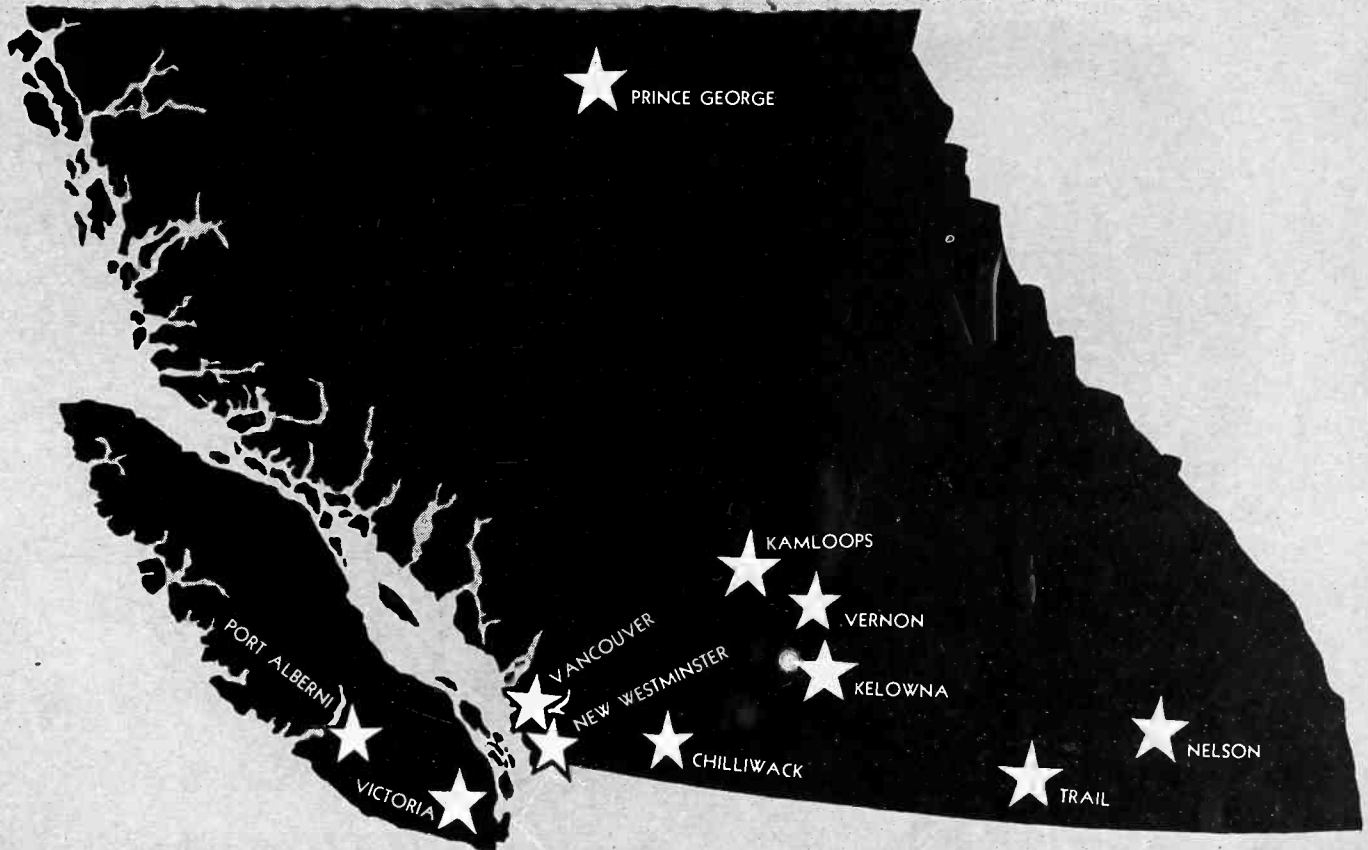 PRINCE GEORGE
KAMLOOPS
VERNON
KELOWNA
VANCOUVER
NEW WESTMINSTER
PORT ALBERNI
VICTORIA
CHILLIWACK
TRAIL
NELSON